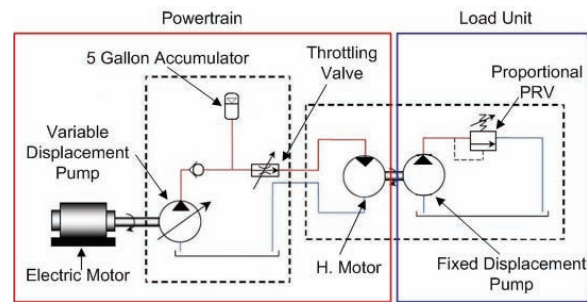 Powertrain
Load Unit
5 Gallon Accumulator
Throttling
Valve
Proportional
PRV
Variable
Displacement
Pump
Electric Motor
H. Motor
Fixed Displacement
Pump